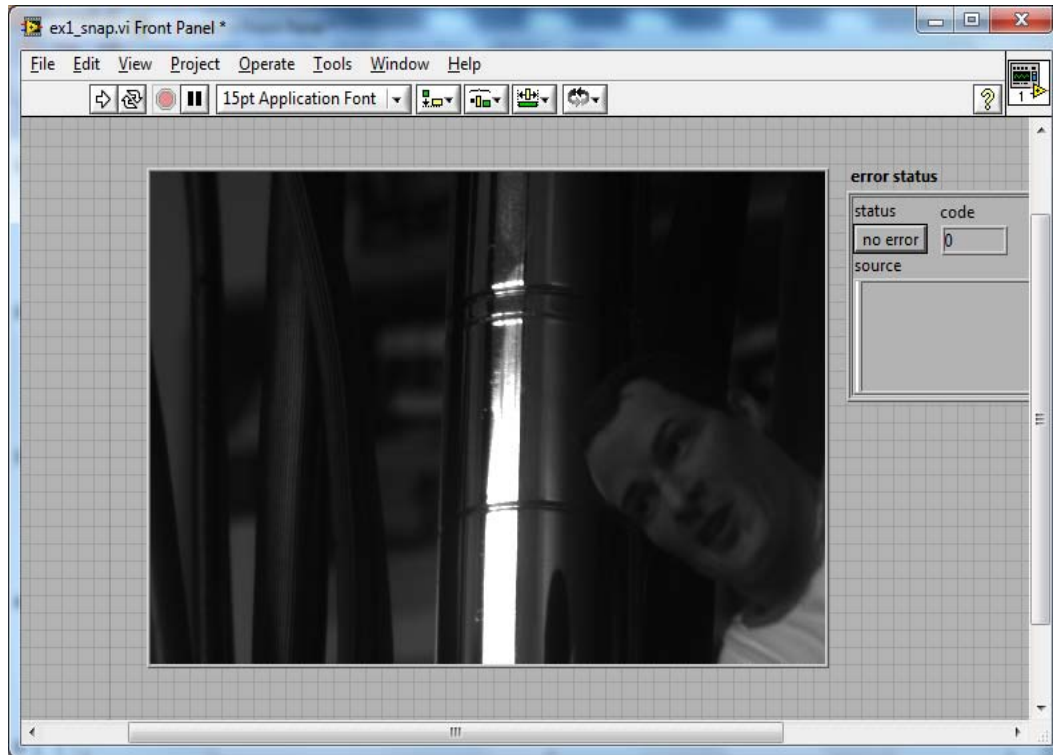 ex1_snap.vi Front Panel *
File Edit View Project Operate Tools Window Help
15pt Application Font
1
error status
status code
no error 0
source